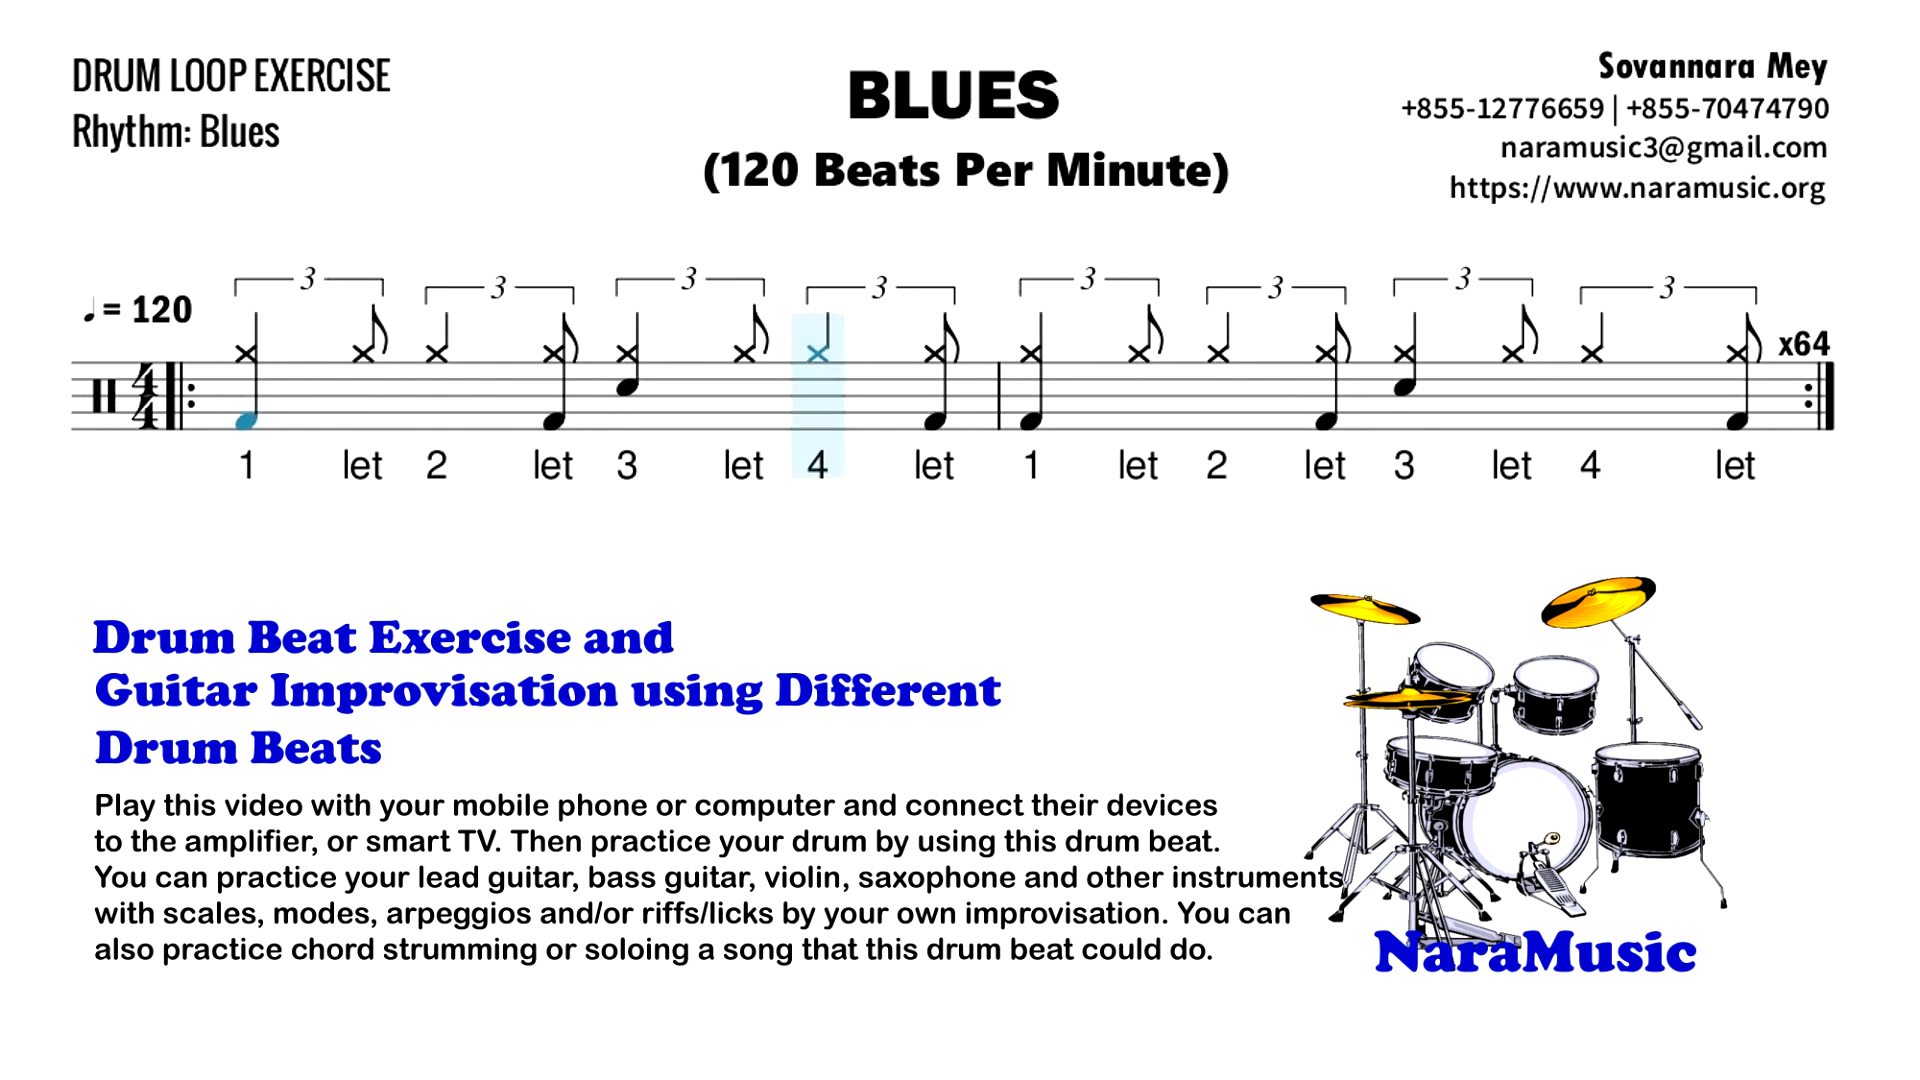 DRUM LOOP EXERCISE
Rhythm: Blues
BLUES
(120 Beats Per Minute)
Sovannara Mey
+855-12776659 | +855-70474790
naramusic3@gmail.com
https://www.naramusic.org
3 3 3 3 3 3 3 3
= 120
x64
4
4
1 let 2 let 3 let 4 let 1 let 2 let 3 let 4 let
Drum Beat Exercise and
Guitar Improvisation using Different
Drum Beats
Play this video with your mobile phone or computer and connect their devices
to the amplifier, or smart TV. Then practice your drum by using this drum beat.
You can practice your lead guitar, bass guitar, violin, saxophone and other instruments
with scales, modes, arpeggios and/or riffs/licks by your own improvisation. You can
also practice chord strumming or soloing a song that this drum beat could do.
NaraMusic